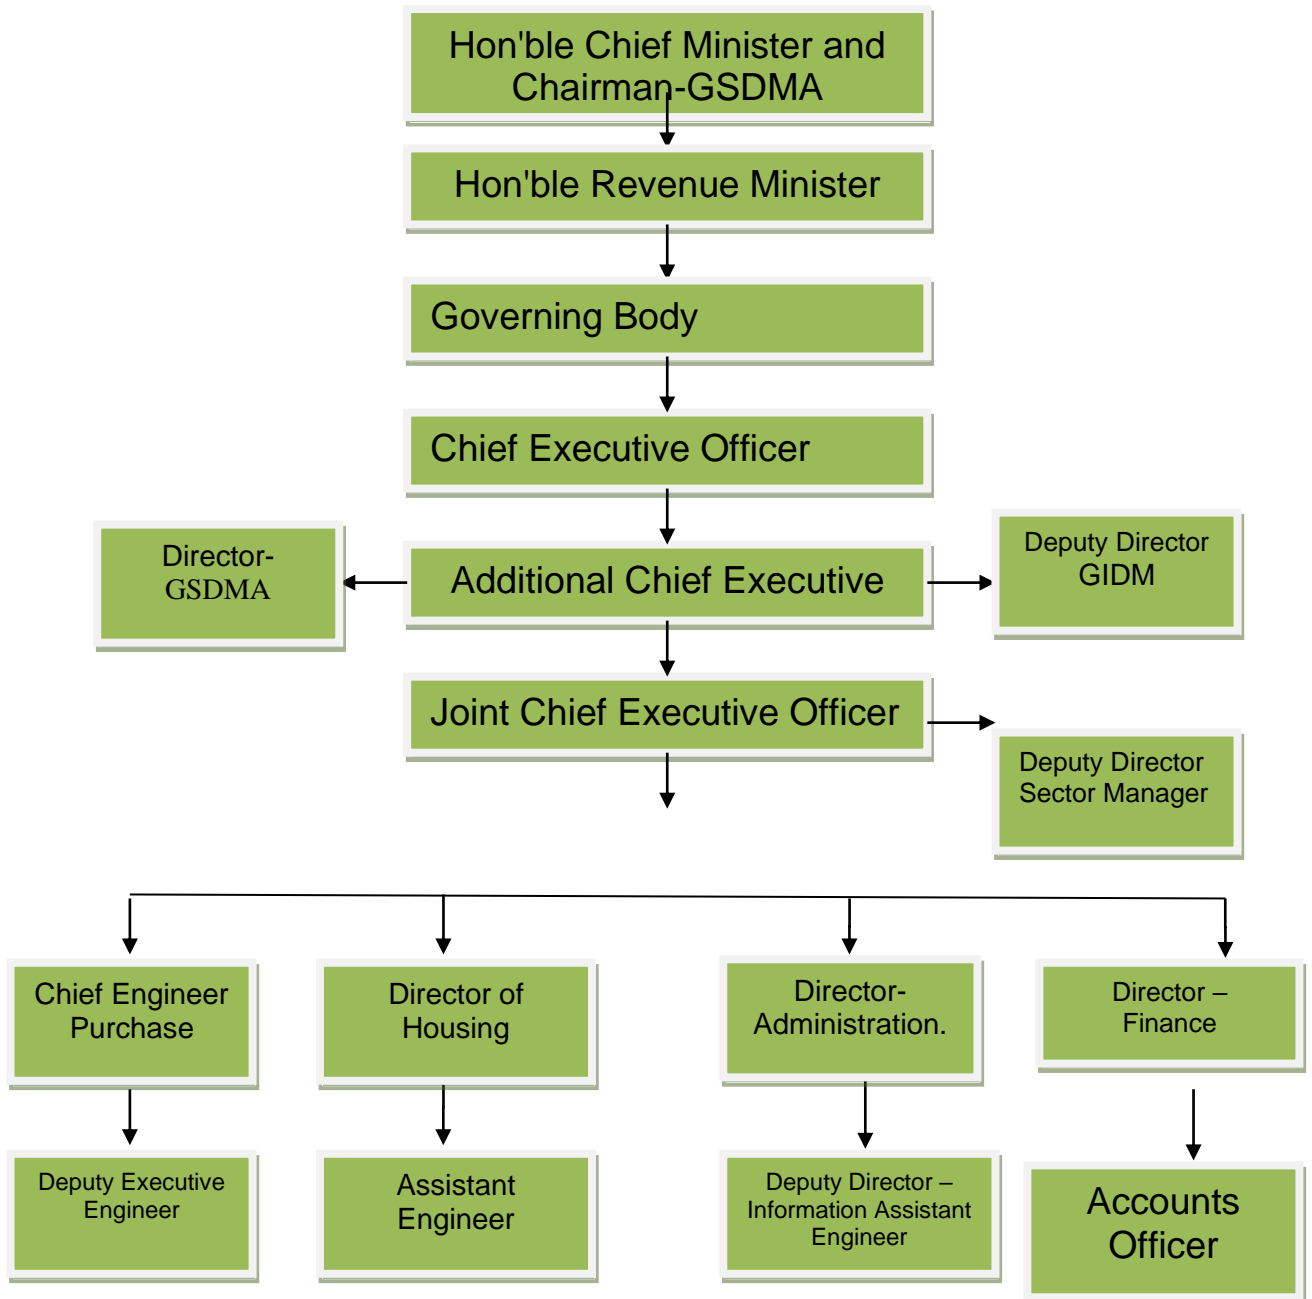 Hon'ble Chief Minister and
Chairman-GSDMA
Hon'ble Revenue Minister
Governing Body
Chief Executive Officer
Director-
GSDMA
Additional Chief Executive
Deputy Director
GIDM
Joint Chief Executive Officer
Deputy Director
Sector Manager
Chief Engineer
Purchase
Director of
Housing
Director-
Administration.
Director –
Finance
Deputy Executive
Engineer
Assistant
Engineer
Deputy Director –
Information Assistant
Engineer
Accounts
Officer